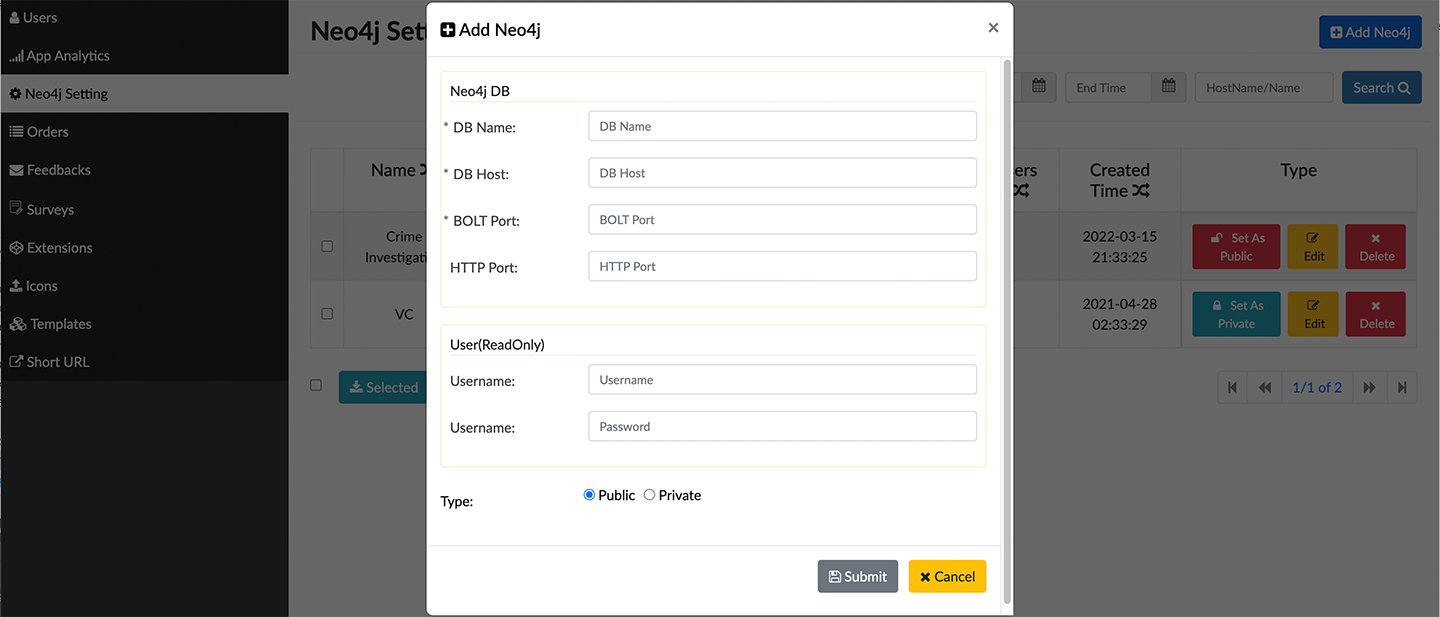 Users
App Analytics
Neo4j Setting
Orders
Feedbacks
Surveys
Extensions
Icons
Templates
Short URL
Neo4j Set
Add Neo4j
End Time
HostName/Name
Search
Name
ers
Created
Time
Type
Crime
Investigati
2022-03-15
21:33:25
Set As
Public
Edit
Delete
VC
2021-04-28
02:33:29
Set As
Private
Edit
Delete
Selected
1/1 of 2
Add Neo4j
×
Neo4j DB
* DB Name:
DB Name
* DB Host:
DB Host
* BOLT Port:
BOLT Port
HTTP Port:
HTTP Port
User(ReadOnly)
Username:
Username
Username:
Password
Type:
Public
Private
Submit
Cancel